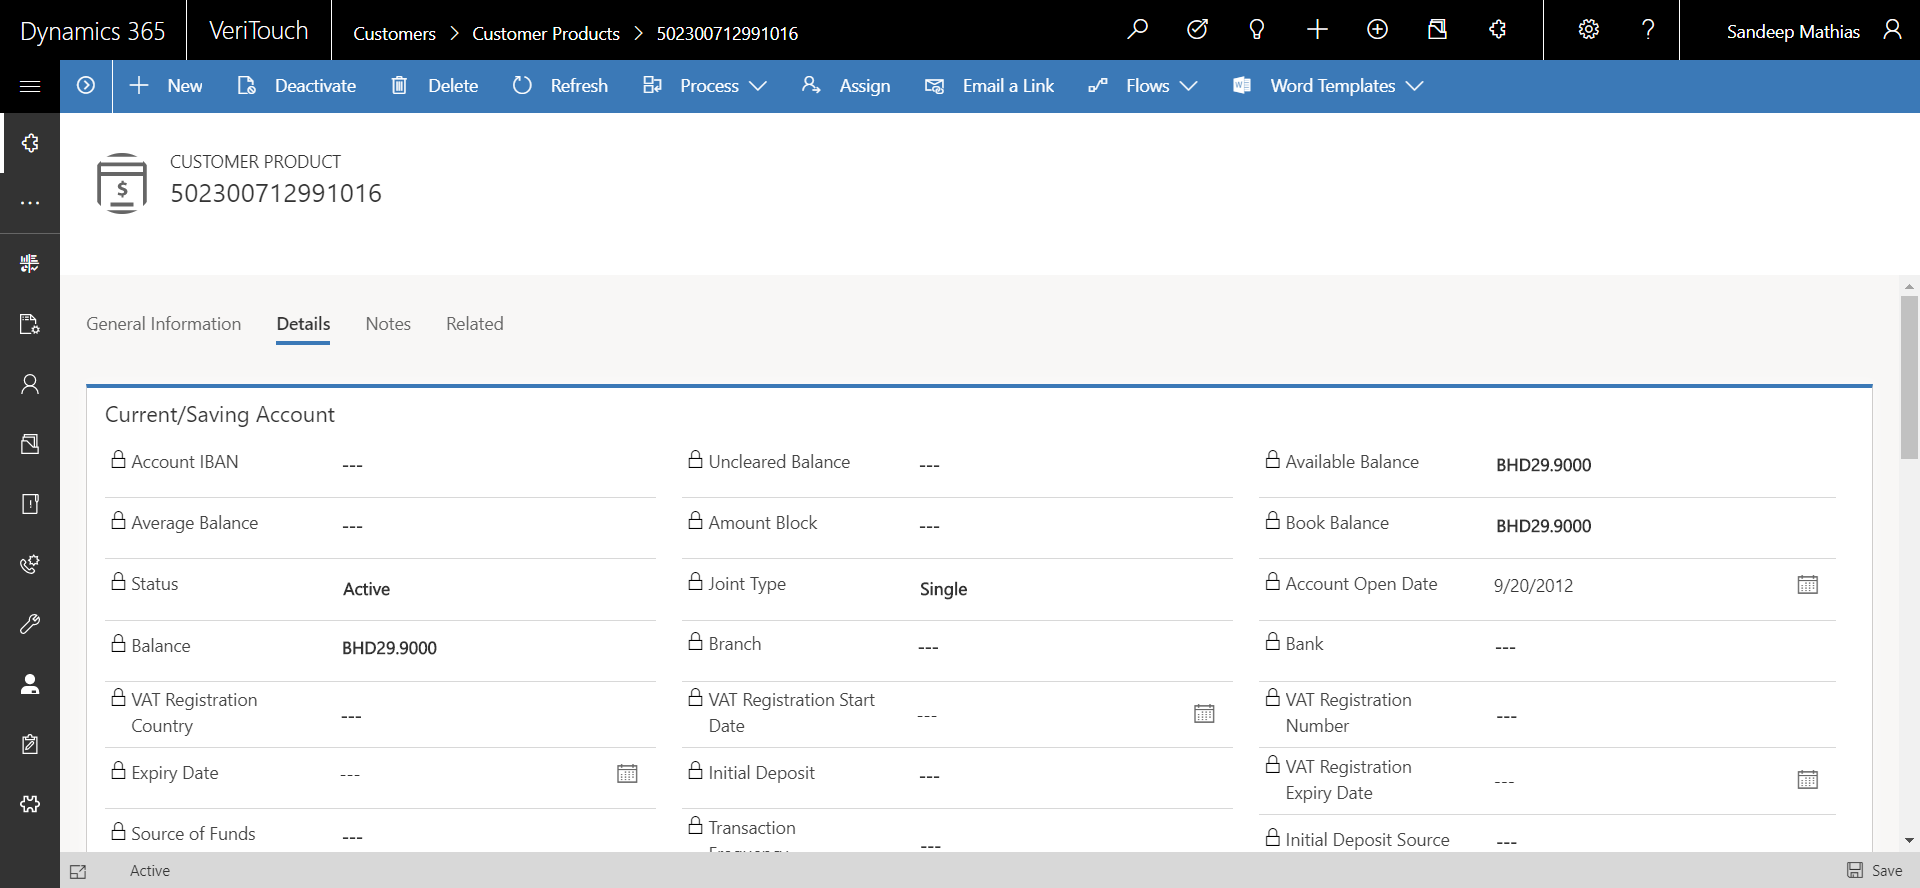 Dynamics 365
VeriTouch
Customers > Customer Products > 502300712991016
Sandeep Mathias
New
Deactivate
Delete
Refresh
Process
Assign
Email a Link
Flows
Word Templates
CUSTOMER PRODUCT
502300712991016
General Information
Details
Notes
Related
Current/Saving Account
Account IBAN ---
Uncleared Balance ---
Available Balance BHD29.9000
Average Balance ---
Amount Block ---
Book Balance BHD29.9000
Status Active
Joint Type Single
Account Open Date 9/20/2012
Balance BHD29.9000
Branch ---
Bank ---
VAT Registration
Country ---
VAT Registration Start
Date ---
VAT Registration
Number ---
Expiry Date ---
Initial Deposit ---
VAT Registration
Expiry Date ---
Source of Funds ---
Transaction
Frequency ---
Initial Deposit Source ---
Active
Save